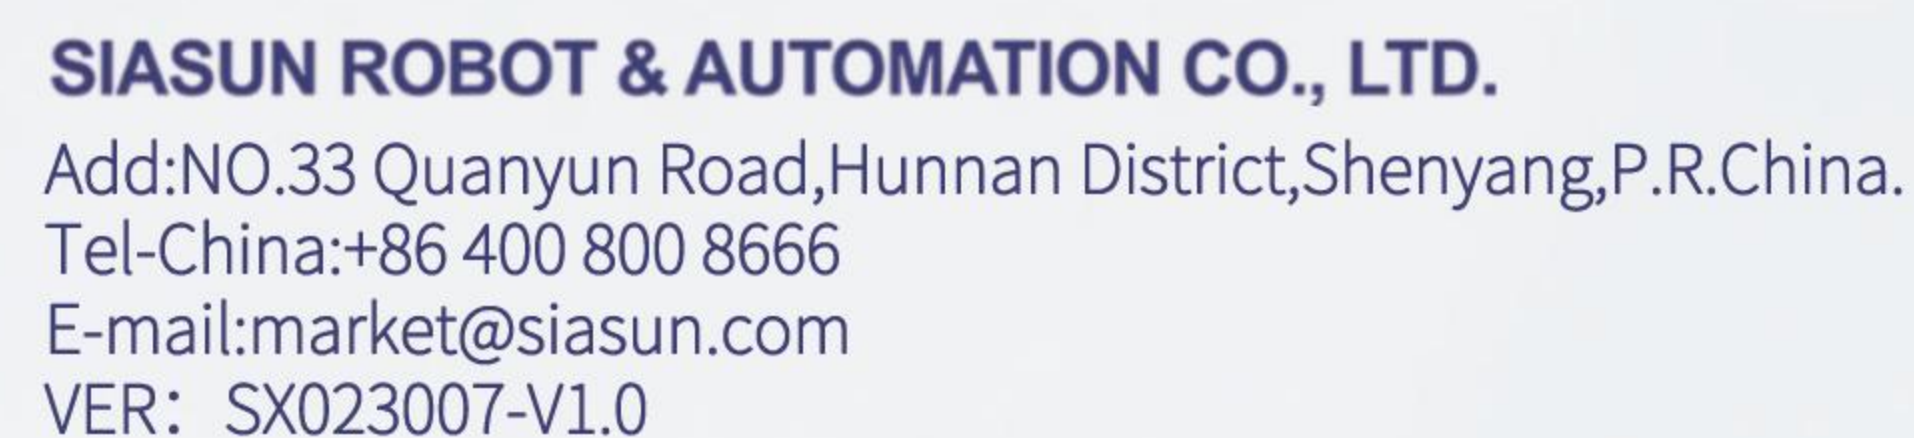 SIASUN ROBOT & AUTOMATION CO., LTD.
Add:NO.33 Quanyun Road,Hunnan District,Shenyang,P.R.China.
Tel-China:+86 400 800 8666
E-mail:market@siasun.com
VER：SX023007-V1.0